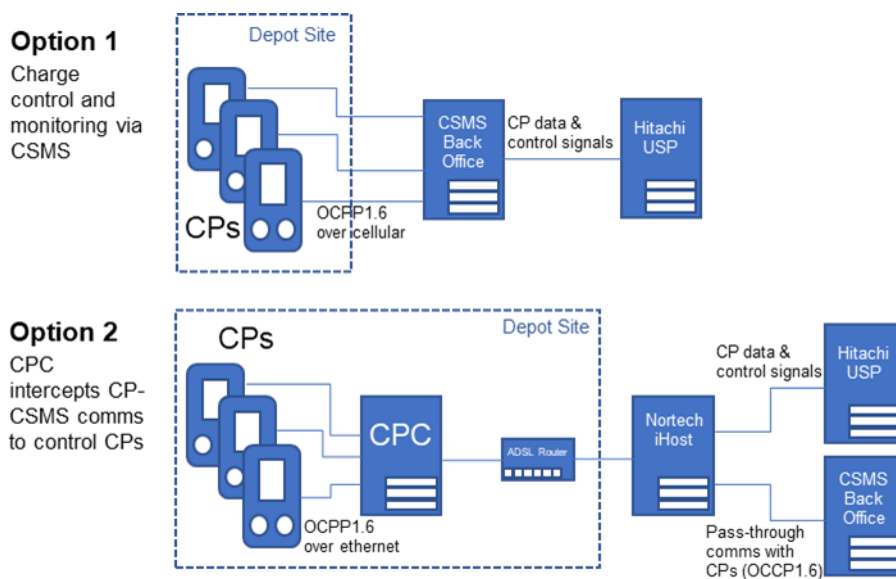 Option 1
Charge
control and
monitoring via
CSMS
Depot Site
CPs
OCPP1.6
over cellular
CSMS
Back
Office
CP data &
control signals
Hitachi
USP
Option 2
CPC
intercepts CP-
CSMS comms
to control CPs
Depot Site
CPs
OCPP1.6
over ethernet
CPC
ADSL Router
Nortech
iHost
CP data &
control signals
Hitachi
USP
Pass-through
comms with
CPs (OCCP1.6)
CSMS
Back
Office